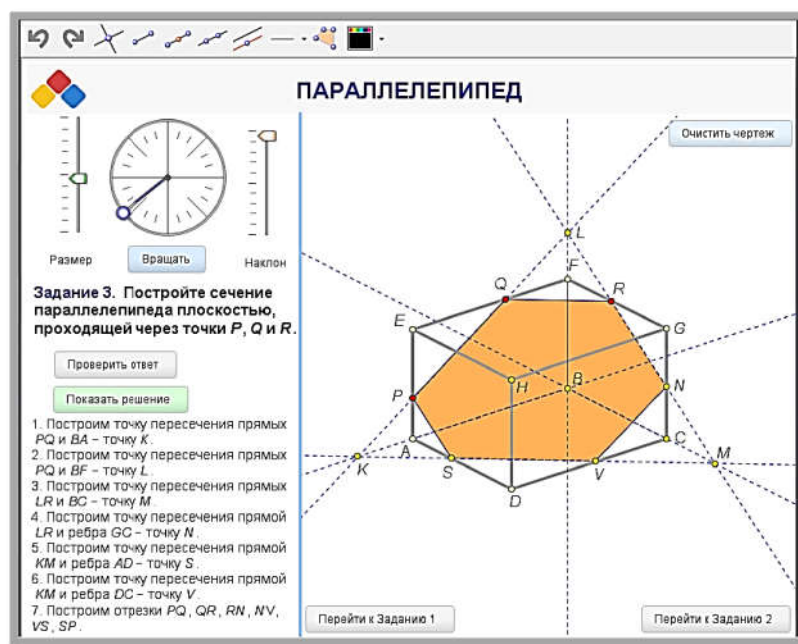 ПАРАЛЛЕЛЕПИПЕД
Очистить чертеж
Размер
Вращать
Наклон
Задание 3. Постройте сечение
параллелепипеда плоскостью,
проходящей через точки P, Q и R.
Проверить ответ
Показать решение
1. Построим точку пересечения прямых
PQ и BA – точку K.
2. Построим точку пересечения прямых
PQ и BF – точку L.
3. Построим точку пересечения прямых
LR и BC – точку M.
4. Построим точку пересечения прямой
LR и ребра GC – точку N.
5. Построим точку пересечения прямой
KM и ребра AD – точку S.
6. Построим точку пересечения прямой
KM и ребра DC – точку V.
7. Построим отрезки PQ, QR, RN, NV,
VS, SP.
L
F
Q
R
E
G
H
B
N
P
A
C
K
S
V
M
D
Перейти к Заданию 1
Перейти к Заданию 2